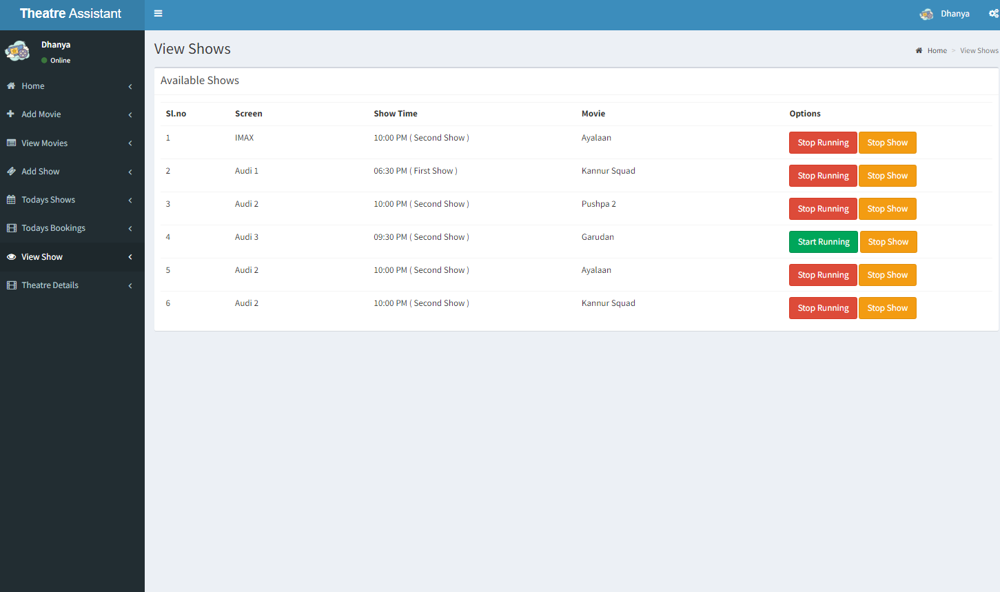 Theatre Assistant
Dhanya
Dhanya
Online
Home
Add Movie
View Movies
Add Show
Todays Shows
Todays Bookings
View Show
Theatre Details
View Shows
Home > View Shows
Available Shows
Sl.no Screen Show Time Movie Options
1 IMAX 10:00 PM ( Second Show ) Ayalaan Stop Running Stop Show
2 Audi 1 06:30 PM ( First Show ) Kannur Squad Stop Running Stop Show
3 Audi 2 10:00 PM ( Second Show ) Pushpa 2 Stop Running Stop Show
4 Audi 3 09:30 PM ( Second Show ) Garudan Start Running Stop Show
5 Audi 2 10:00 PM ( Second Show ) Ayalaan Stop Running Stop Show
6 Audi 2 10:00 PM ( Second Show ) Kannur Squad Stop Running Stop Show